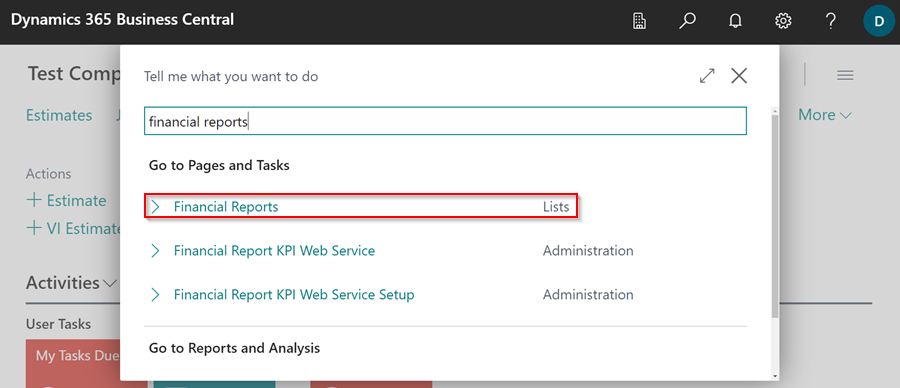 Dynamics 365 Business Central
D
Test Comp
Tell me what you want to do
Estimates
More
financial reports
Go to Pages and Tasks
Actions
+ Estimate
Financial Reports Lists
+ VI Estimate
Financial Report KPI Web Service Administration
Activities
Financial Report KPI Web Service Setup Administration
User Tasks
Go to Reports and Analysis
My Tasks Due